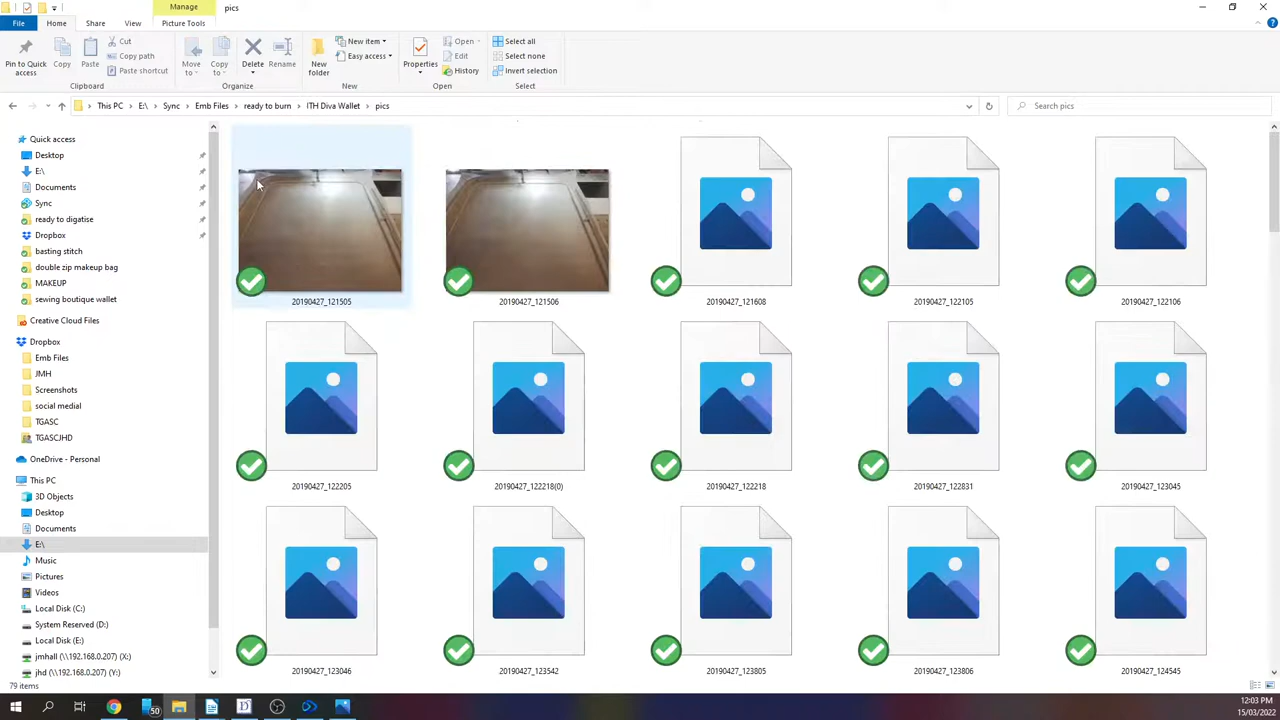 Manage
pics
File
Home
Share
View
Picture Tools
Pin to Quick access
Copy
Paste
Cut
Copy path
Paste shortcut
Clipboard
Move to
Copy to
Delete
Rename
Organize
New folder
New item
Easy access
New
Properties
Open
Edit
History
Open
Select all
Select none
Invert selection
Select
This PC
E:\
Sync
Emb Files
ready to burn
ITH Diva Wallet
pics
Search pics
Quick access
Desktop
E:\
Documents
Sync
ready to digatise
Dropbox
basting stitch
double zip makeup bag
MAKEUP
sewing boutique wallet
Creative Cloud Files
Dropbox
Emb Files
JMH
Screenshots
social medial
TGASC
TGASCJHD
OneDrive - Personal
This PC
3D Objects
Desktop
Documents
E:\
Music
Pictures
Videos
Local Disk (C:)
System Reserved (D:)
Local Disk (E:)
jmhall (\\192.168.0.207) (X:)
jhd (\\192.168.0.207) (Y:)
20190427_121505
20190427_121506
20190427_121608
20190427_122105
20190427_122106
20190427_122205
20190427_122218(0)
20190427_122218
20190427_122831
20190427_123045
20190427_123046
20190427_123542
20190427_123805
20190427_123806
20190427_124545
79 items
50
12:03 PM
15/03/2022